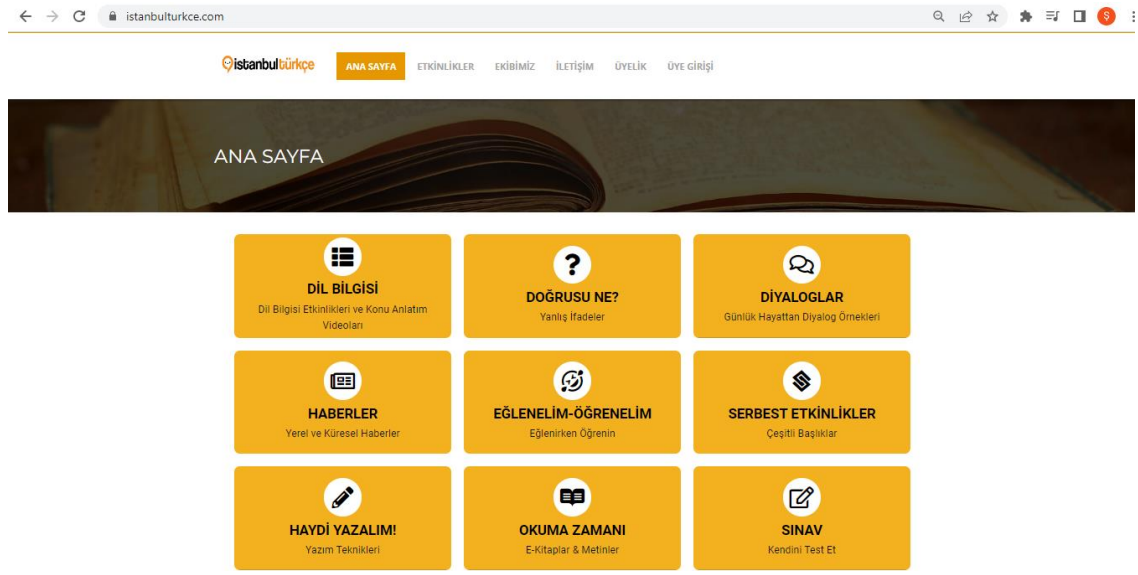 istanbulturkce.com
S
istanbultürkçe
ANA SAYFA ETKİNLİKLER EKİBİMİZ İLETİŞİM ÜYELİK ÜYE GİRİŞİ
ANA SAYFA
DİL BİLGİSİ
Dil Bilgisi Etkinlikleri ve Konu Anlatım
Videoları
DOĞRUSU NE?
Yanlış İfadeler
DİYALOGLAR
Günlük Hayattan Diyalog Örnekleri
HABERLER
Yerel ve Küresel Haberler
EĞLENELİM-ÖĞRENELİM
Eğlenirken Öğrenin
SERBEST ETKİNLİKLER
Çeşitli Başlıklar
HAYDİ YAZALIM!
Yazım Teknikleri
OKUMA ZAMANI
E-Kitaplar & Metinler
SINAV
Kendini Test Et